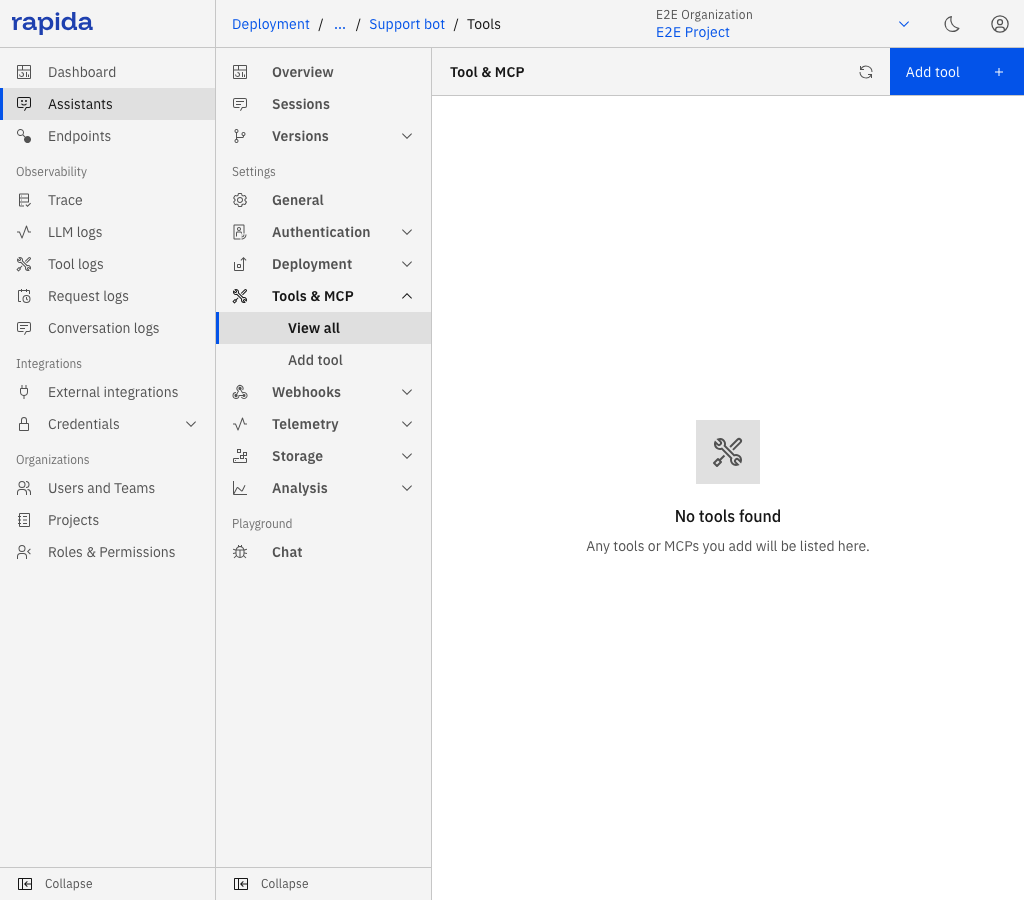 rapida
Deployment / ... / Support bot / Tools
E2E Organization
E2E Project
Dashboard
Assistants
Endpoints
Observability
Trace
LLM logs
Tool logs
Request logs
Conversation logs
Integrations
External integrations
Credentials
Organizations
Users and Teams
Projects
Roles & Permissions
Collapse
Overview
Sessions
Versions
Settings
General
Authentication
Deployment
Tools & MCP
View all
Add tool
Webhooks
Telemetry
Storage
Analysis
Playground
Chat
Collapse
Tool & MCP
Add tool +
No tools found
Any tools or MCPs you add will be listed here.